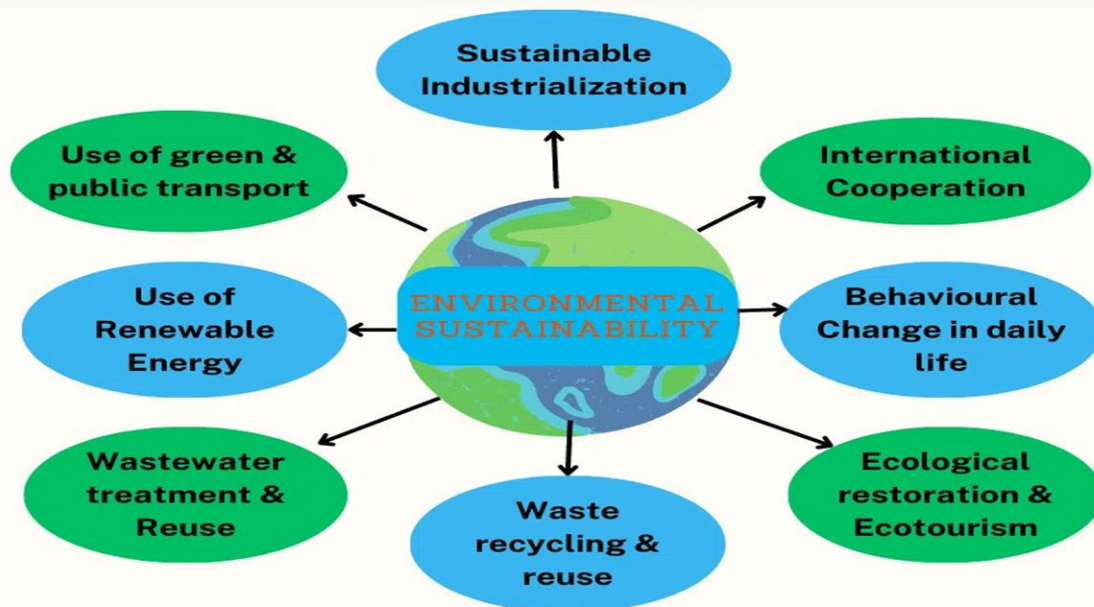 Sustainable
Industrialization
Use of green &
public transport
International
Cooperation
ENVIRONMENTAL
SUSTAINABILITY
Use of
Renewable
Energy
Behavioural
Change in daily
life
Wastewater
treatment &
Reuse
Waste
recycling &
reuse
Ecological
restoration &
Ecotourism